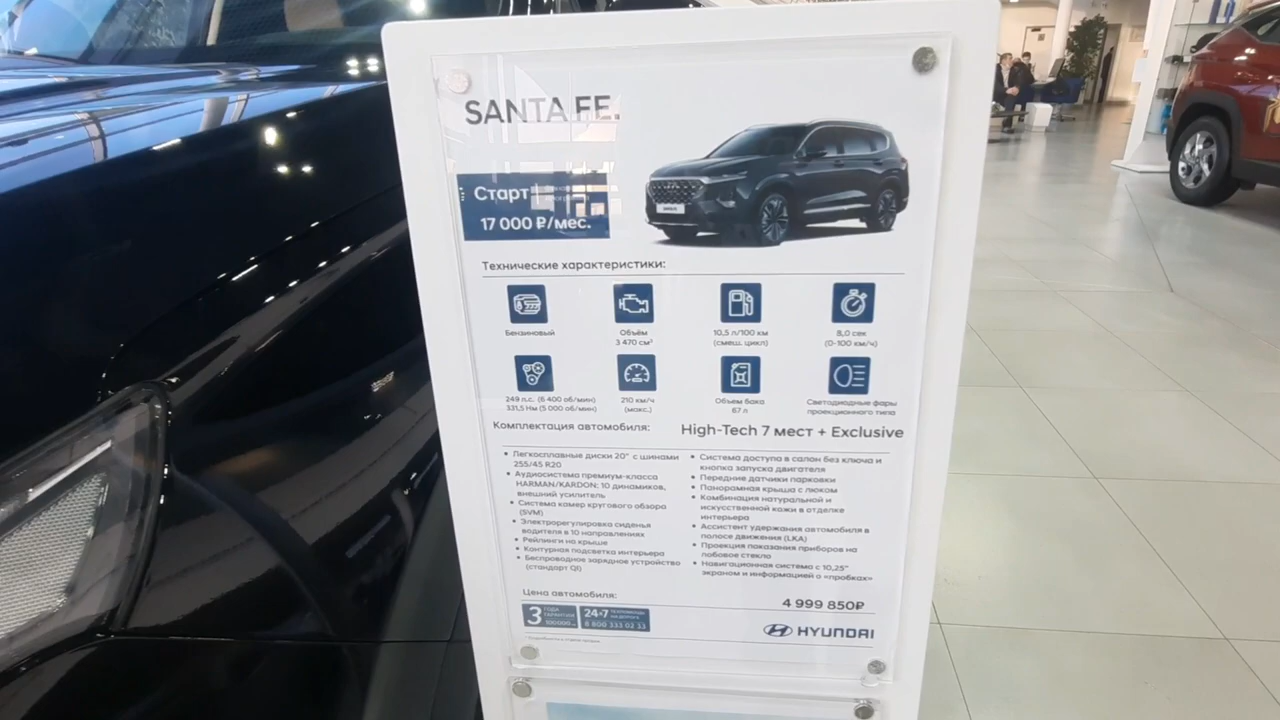 SANTA FE.
Старт
17 000 ₽/мес.
Технические характеристики:
Бензиновый
Объём
3 470 см³
10,5 л/100 км
(смеш. цикл)
8,0 сек
(0-100 км/ч)
249 л.с. (6 400 об/мин)
331,5 Нм (5 000 об/мин)
210 км/ч
(макс.)
Объем бака
67 л
Светодиодные фары
проекционного типа
Комплектация автомобиля:
High-Tech 7 мест + Exclusive
• Легкосплавные диски 20" с шинами
255/45 R20
• Аудиосистема премиум-класса
HARMAN/KARDON: 10 динамиков,
внешний усилитель
• Система камер кругового обзора
(SVM)
• Электрорегулировка сиденья
водителя в 10 направлениях
• Рейлинги на крыше
• Контурная подсветка интерьера
• Беспроводное зарядное устройство
(стандарт QI)
• Система доступа в салон без ключа и
кнопка запуска двигателя
• Передние датчики парковки
• Панорамная крыша с люком
• Комбинация натуральной и
искусственной кожи в отделке
интерьера
• Ассистент удержания автомобиля в
полосе движения (LKA)
• Проекция показания приборов на
лобовое стекло
• Навигационная система с 10,25"
экраном и информацией о «пробках»
Цена автомобиля:
4 999 850₽
3 ГОДА
ГАРАНТИЯ
24•7
8 800 333 02 33
HYUNDAI